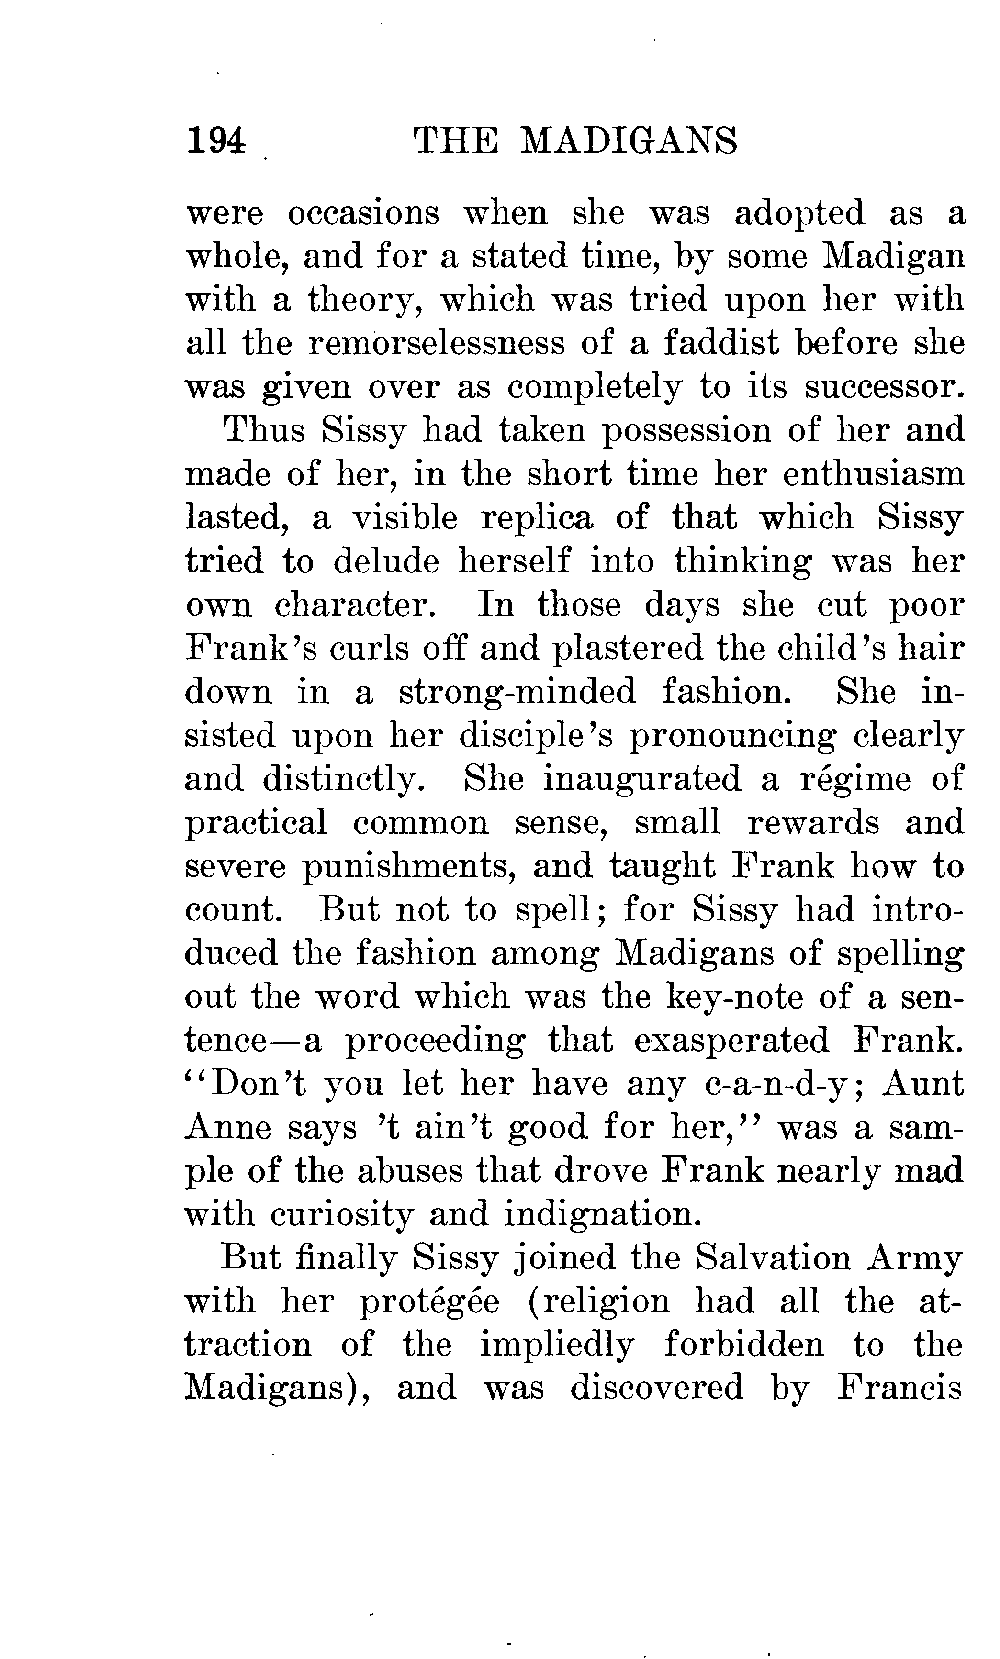 194 THE MADIGANS
were occasions when she was adopted as a
whole, and for a stated time, by some Madigan
with a theory, which was tried upon her with
all the remorselessness of a faddist before she
was given over as completely to its successor.
Thus Sissy had taken possession of her and
made of her, in the short time her enthusiasm
lasted, a visible replica of that which Sissy
tried to delude herself into thinking was her
own character. In those days she cut poor
Frank's curls off and plastered the child's hair
down in a strong-minded fashion. She in-
sisted upon her disciple's pronouncing clearly
and distinctly. She inaugurated a régime of
practical common sense, small rewards and
severe punishments, and taught Frank how to
count. But not to spell; for Sissy had intro-
duced the fashion among Madigans of spelling
out the word which was the key-note of a sen-
tence—a proceeding that exasperated Frank.
"Don't you let her have any c-a-n-d-y; Aunt
Anne says 't ain't good for her," was a sam-
ple of the abuses that drove Frank nearly mad
with curiosity and indignation.
But finally Sissy joined the Salvation Army
with her protégée (religion had all the at-
traction of the impliedly forbidden to the
Madigans), and was discovered by Francis